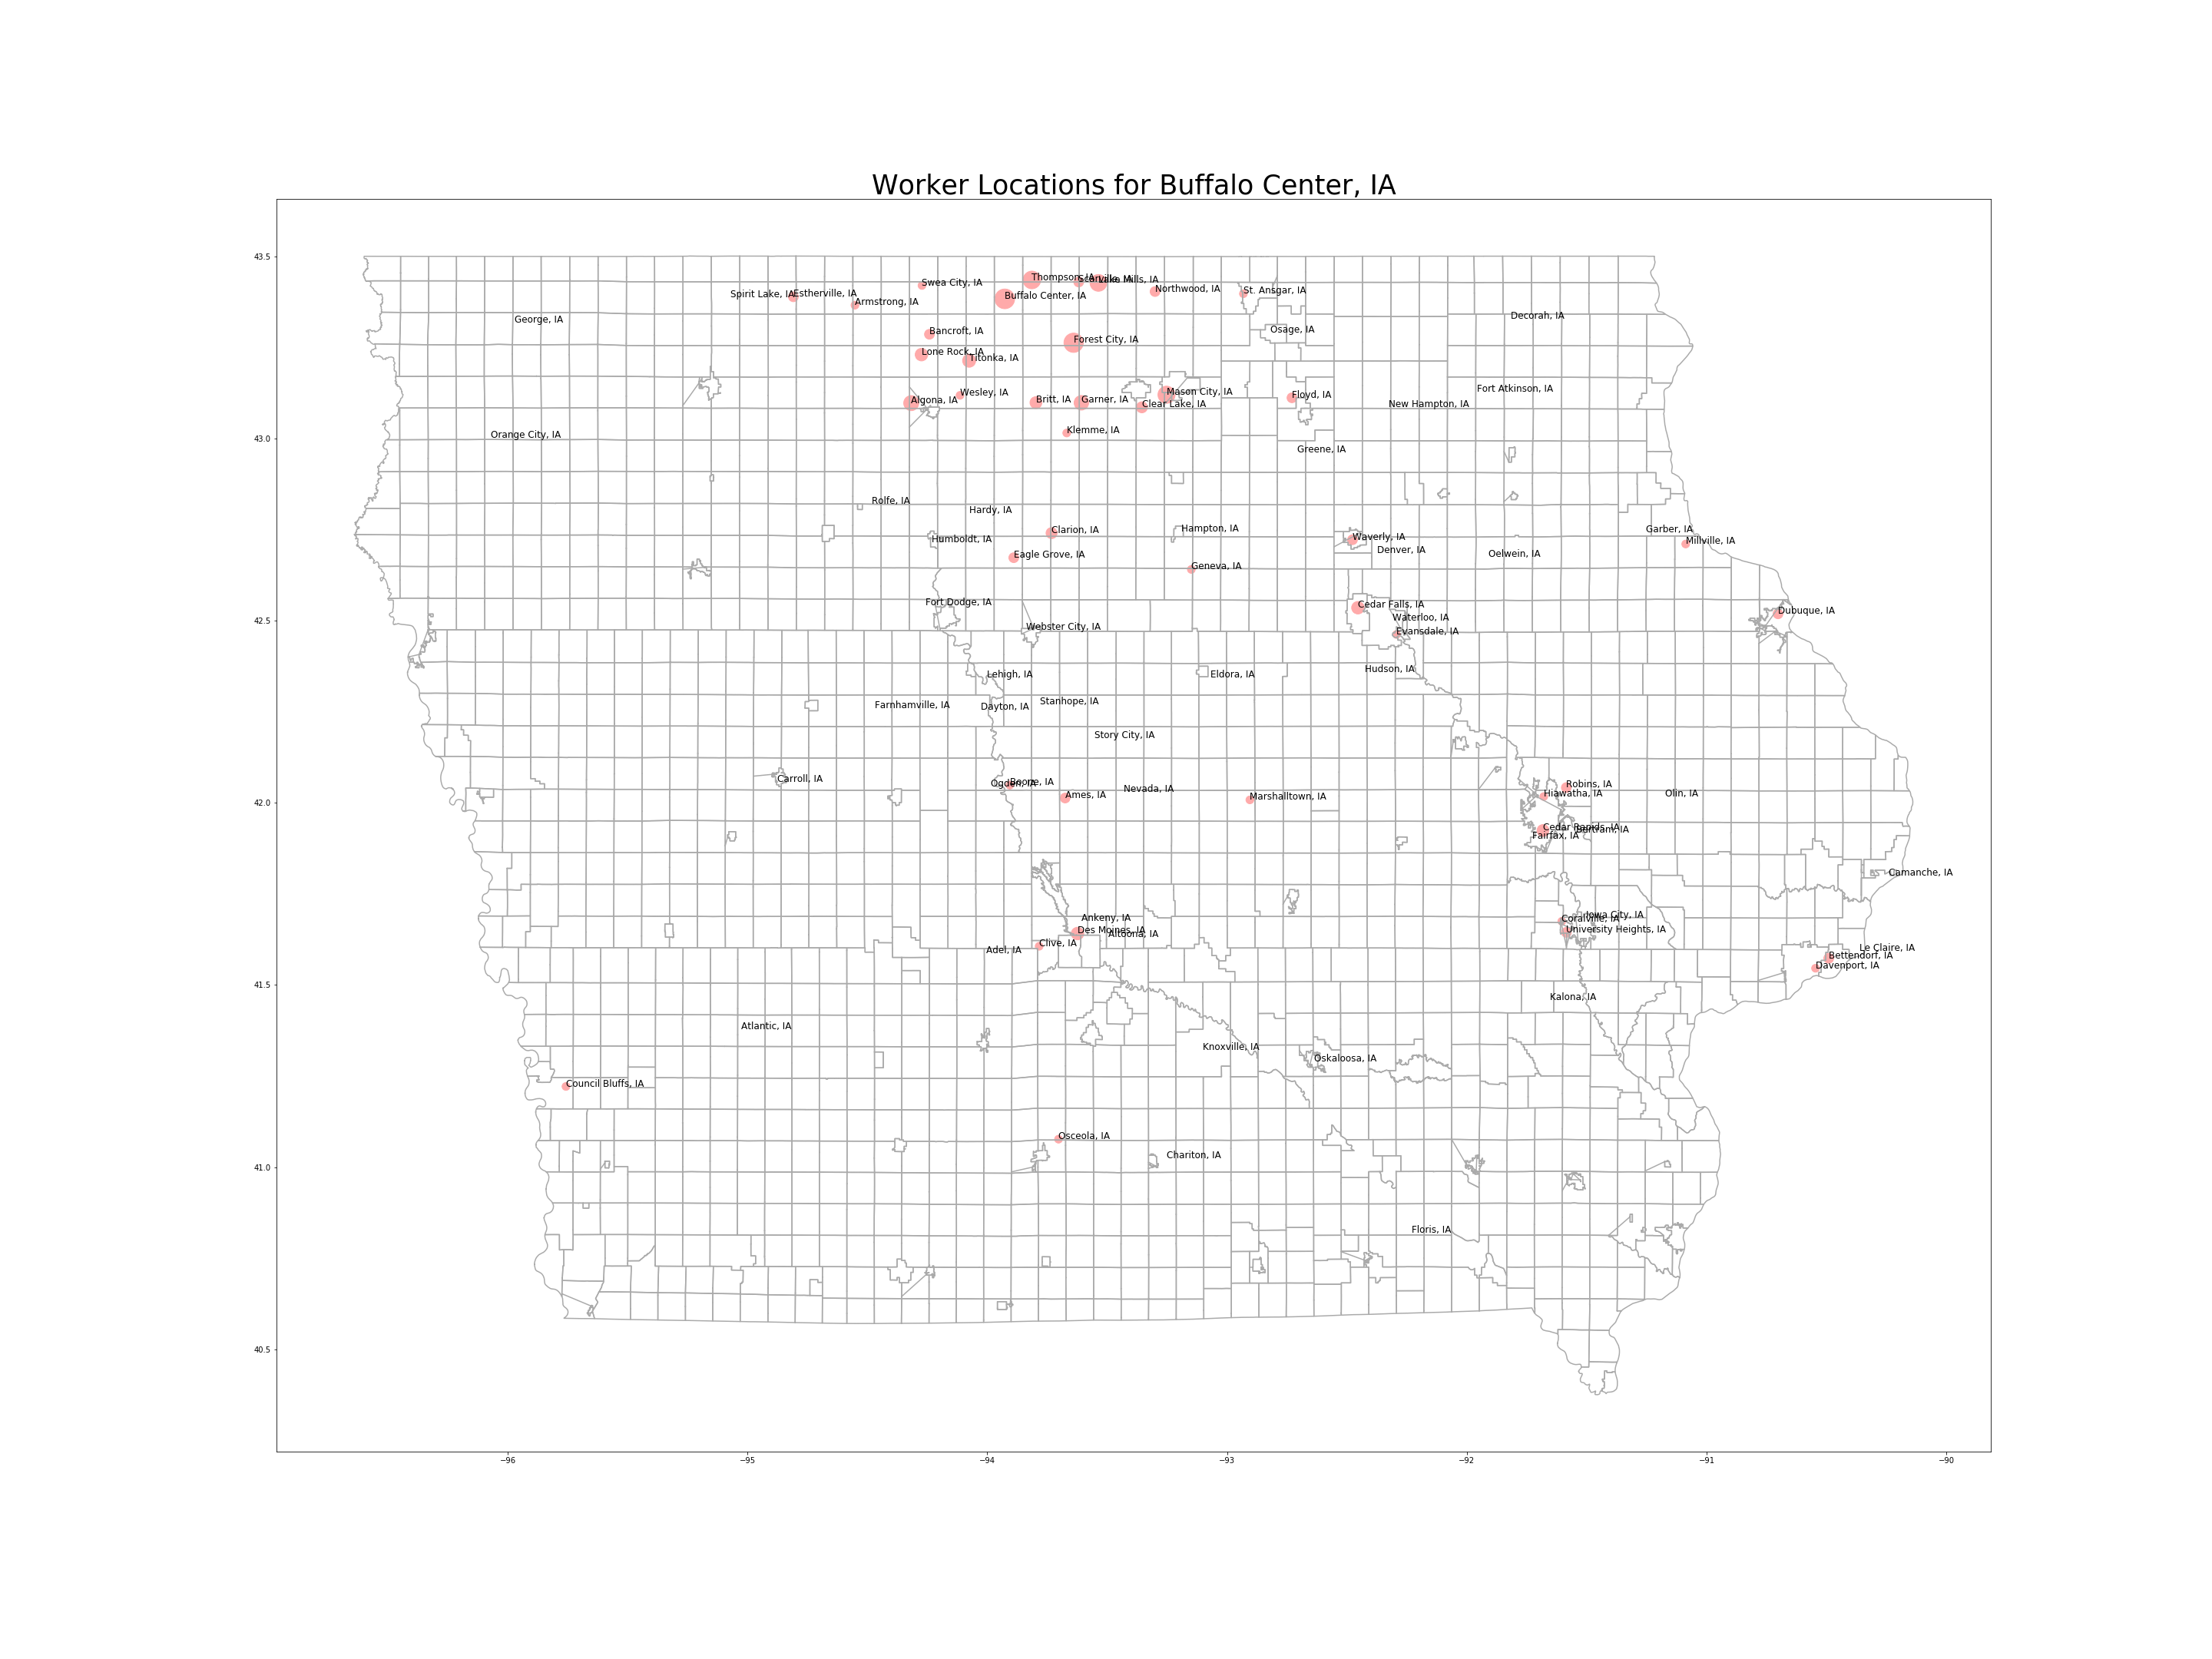 Worker Locations for Buffalo Center, IA
43.5
Swea City, IA
Thompson, IA
Scarville, IA
Lake Mills, IA
Northwood, IA
St. Ansgar, IA
Spirit Lake, IA
Estherville, IA
Armstrong, IA
Buffalo Center, IA
George, IA
Decorah, IA
Bancroft, IA
Osage, IA
Forest City, IA
Lone Rock, IA
Titonka, IA
Wesley, IA
Mason City, IA
Fort Atkinson, IA
Algona, IA
Britt, IA
Garner, IA
Clear Lake, IA
Floyd, IA
New Hampton, IA
43.0
Orange City, IA
Klemme, IA
Greene, IA
Rolfe, IA
Hardy, IA
Clarion, IA
Hampton, IA
Garber, IA
Humboldt, IA
Waverly, IA
Millville, IA
Eagle Grove, IA
Denver, IA
Oelwein, IA
Geneva, IA
Fort Dodge, IA
Cedar Falls, IA
Dubuque, IA
42.5
Webster City, IA
Waterloo, IA
Evansdale, IA
Lehigh, IA
Eldora, IA
Hudson, IA
Farnhamville, IA
Dayton, IA
Stanhope, IA
Story City, IA
Carroll, IA
Ogden, IA
Boone, IA
Ames, IA
Nevada, IA
Marshalltown, IA
Robins, IA
Hiawatha, IA
Olin, IA
42.0
Cedar Rapids, IA
Bertram, IA
Fairfax, IA
Camanche, IA
Ankeny, IA
Iowa City, IA
Coralville, IA
Des Moines, IA
Altoona, IA
University Heights, IA
Adel, IA
Clive, IA
Le Claire, IA
Bettendorf, IA
Davenport, IA
41.5
Kalona, IA
Atlantic, IA
Knoxville, IA
Oskaloosa, IA
Council Bluffs, IA
Osceola, IA
Chariton, IA
41.0
Floris, IA
40.5
−96
−95
−94
−93
−92
−91
−90